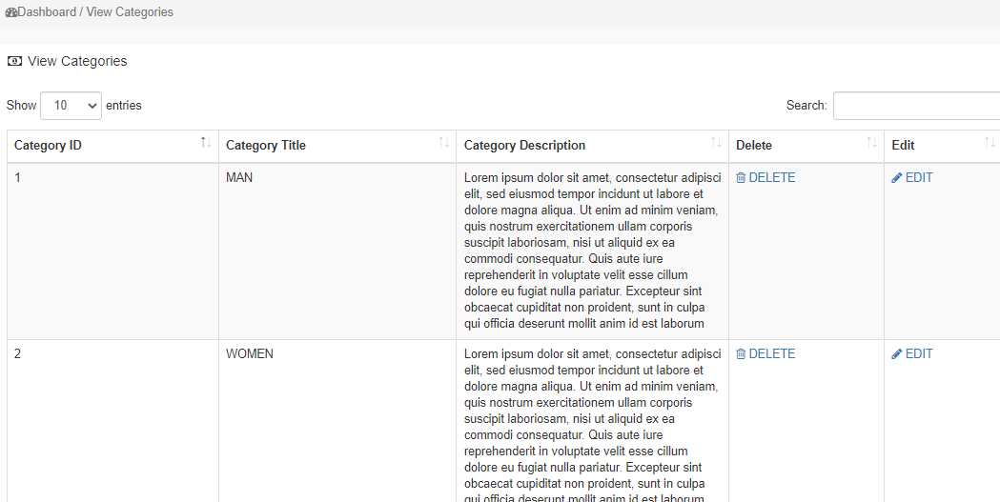 Dashboard / View Categories
View Categories
Show 10 entries Search:
Category ID Category Title Category Description Delete Edit
1 MAN Lorem ipsum dolor sit amet, consectetur adipisci DELETE EDIT
elit, sed eiusmod tempor incidunt ut labore et
dolore magna aliqua. Ut enim ad minim veniam,
quis nostrum exercitationem ullam corporis
suscipit laboriosam, nisi ut aliquid ex ea
commodi consequatur. Quis aute iure
reprehenderit in voluptate velit esse cillum
dolore eu fugiat nulla pariatur. Excepteur sint
obcaecat cupiditat non proident, sunt in culpa
qui officia deserunt mollit anim id est laborum
2 WOMEN Lorem ipsum dolor sit amet, consectetur adipisci DELETE EDIT
elit, sed eiusmod tempor incidunt ut labore et
dolore magna aliqua. Ut enim ad minim veniam,
quis nostrum exercitationem ullam corporis
suscipit laboriosam, nisi ut aliquid ex ea
commodi consequatur. Quis aute iure
reprehenderit in voluptate velit esse cillum
dolore eu fugiat nulla pariatur. Excepteur sint
obcaecat cupiditat non proident, sunt in culpa
qui officia deserunt mollit anim id est laborum